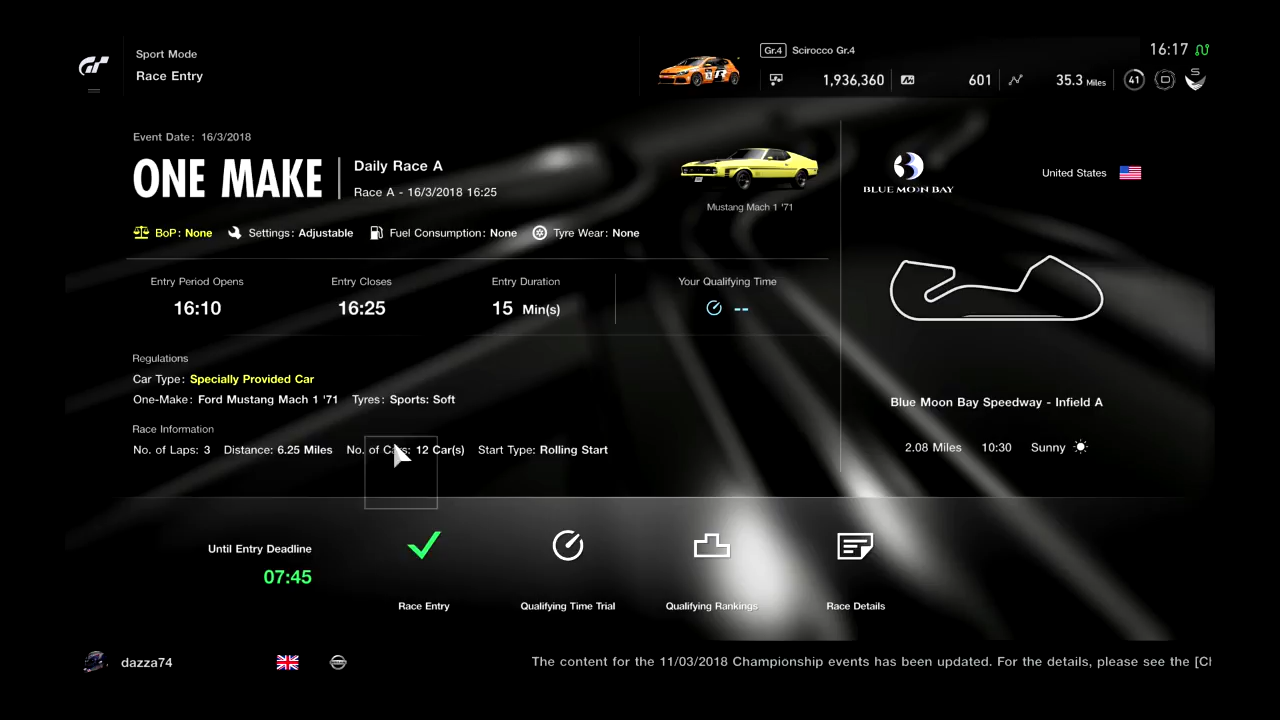 Sport Mode
Race Entry
Gr.4 Scirocco Gr.4
16:17
1,936,360 601 35.3 Miles 41 D S
Event Date: 16/3/2018
ONE MAKE
Daily Race A
Race A - 16/3/2018 16:25
Mustang Mach 1 '71
BLUE MOON BAY
United States
BoP: None Settings: Adjustable Fuel Consumption: None Tyre Wear: None
Entry Period Opens Entry Closes Entry Duration Your Qualifying Time
16:10 16:25 15 Min(s) --
Regulations
Car Type: Specially Provided Car
One-Make: Ford Mustang Mach 1 '71 Tyres: Sports: Soft
Race Information
No. of Laps: 3 Distance: 6.25 Miles No. of Cars: 12 Car(s) Start Type: Rolling Start
Blue Moon Bay Speedway - Infield A
2.08 Miles 10:30 Sunny
Until Entry Deadline
07:45
Race Entry Qualifying Time Trial Qualifying Rankings Race Details
dazza74
The content for the 11/03/2018 Championship events has been updated. For the details, please see the [Cl